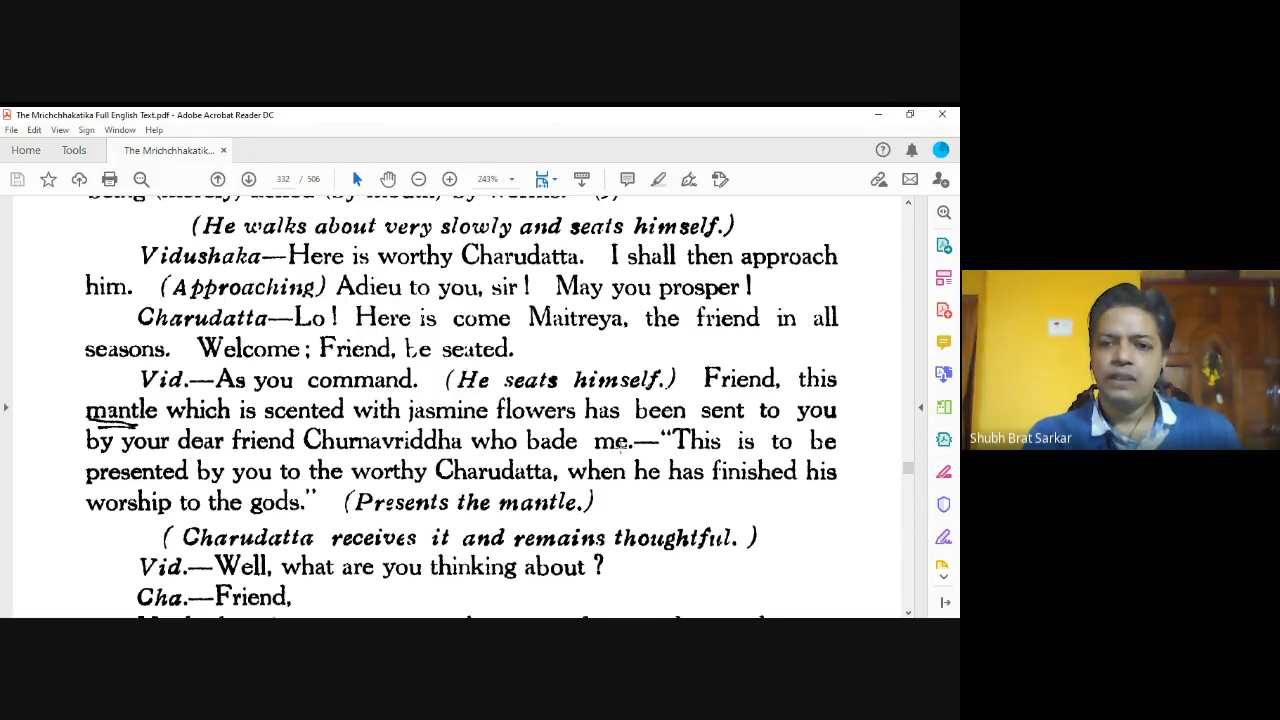 The Mrichchhakatika Full English Text.pdf - Adobe Acrobat Reader DC
File Edit View Sign Window Help
Home Tools The Mrichchhakatik... ×
332 / 506 243%
(He walks about very slowly and seats himself.)
Vidushaka—Here is worthy Charudatta. I shall then approach
him. (Approaching) Adieu to you, sir! May you prosper!
Charudatta—Lo! Here is come Maitreya, the friend in all
seasons. Welcome; Friend, be seated.
Vid.—As you command. (He seats himself.) Friend, this
mantle which is scented with jasmine flowers has been sent to you
by your dear friend Churnavriddha who bade me.—"This is to be
presented by you to the worthy Charudatta, when he has finished his
worship to the gods." (Presents the mantle.)
( Charudatta receives it and remains thoughtful. )
Vid.—Well, what are you thinking about ?
Cha.—Friend,
Shubh Brat Sarkar